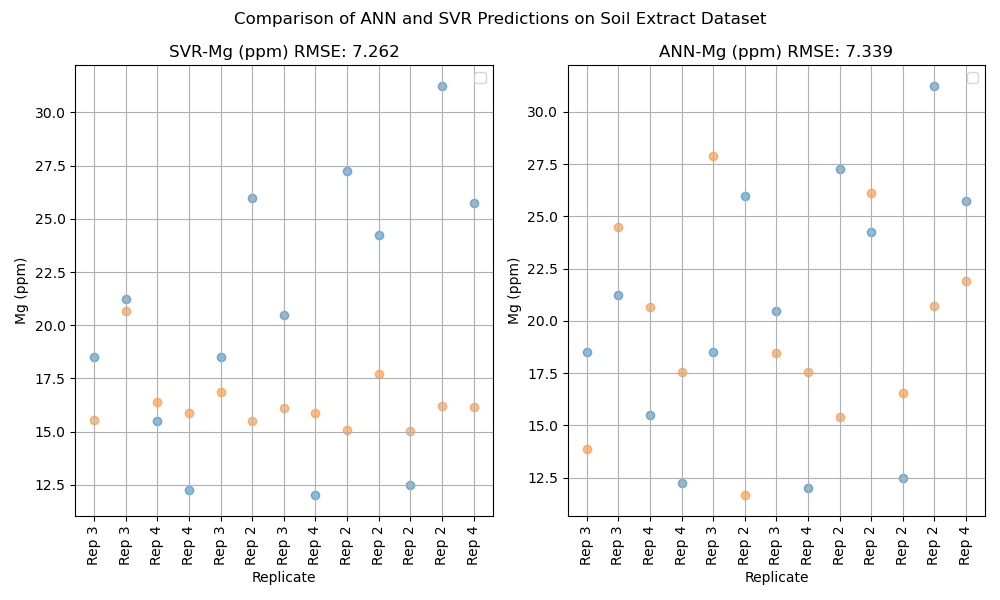 Comparison of ANN and SVR Predictions on Soil Extract Dataset
SVR-Mg (ppm) RMSE: 7.262
30.0
27.5
25.0
22.5
20.0
17.5
15.0
12.5
Mg (ppm)
Rep 3
Rep 3
Rep 4
Rep 4
Rep 3
Rep 2
Rep 3
Rep 4
Rep 2
Rep 2
Rep 2
Rep 2
Rep 4
Replicate
ANN-Mg (ppm) RMSE: 7.339
30.0
27.5
25.0
22.5
20.0
17.5
15.0
12.5
Mg (ppm)
Rep 3
Rep 3
Rep 4
Rep 4
Rep 3
Rep 2
Rep 3
Rep 4
Rep 2
Rep 2
Rep 2
Rep 2
Rep 4
Replicate